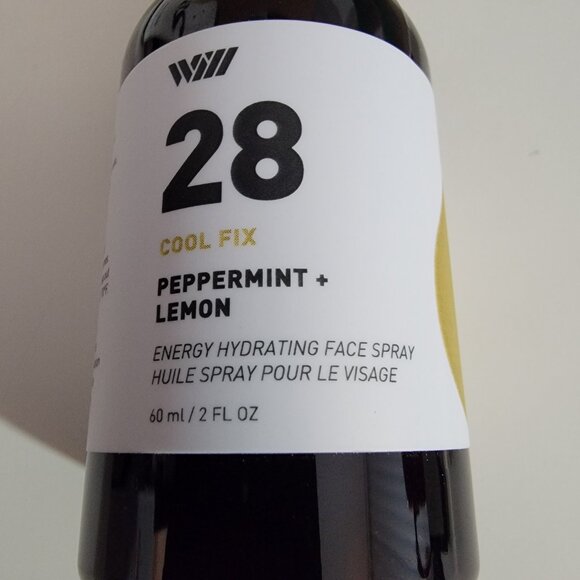 Will
28
COOL FIX
PEPPERMINT +
LEMON
ENERGY HYDRATING FACE SPRAY
HUILE SPRAY POUR LE VISAGE
60 ml / 2 FL OZ